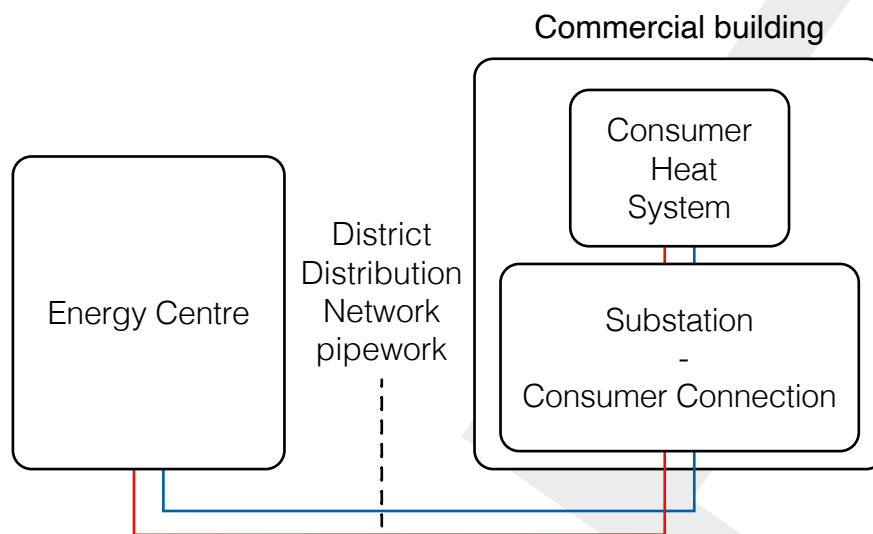 Commercial building
Consumer
Heat
System
District
Distribution
Network
pipework
Energy Centre
Substation
-
Consumer Connection